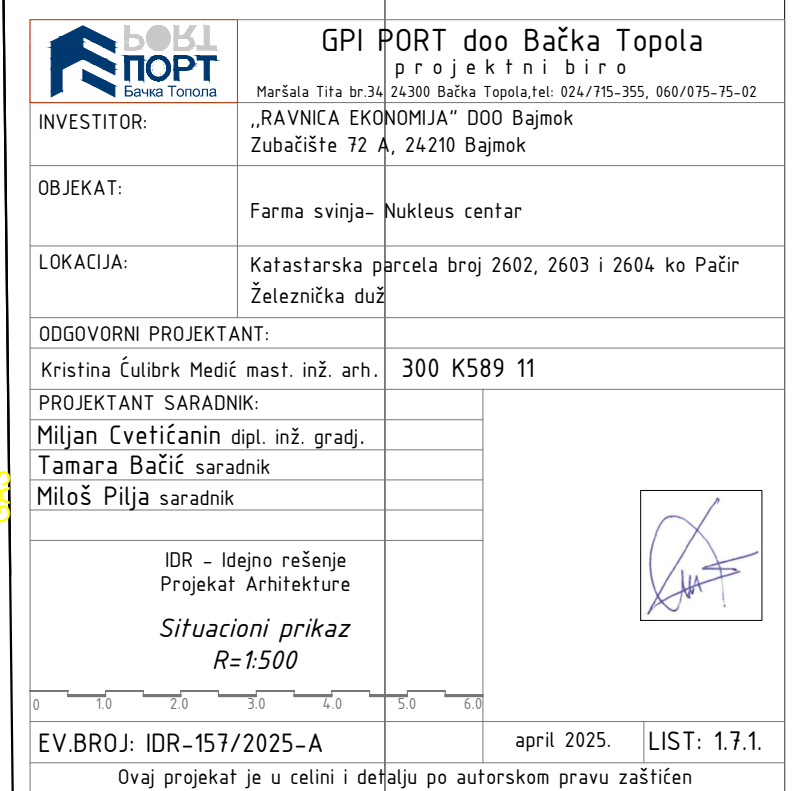 PORT
ПОРТ
Бачка Топола
GPI PORT doo Bačka Topola
projektni biro
Maršala Tita br.34 24300 Bačka Topola,tel: 024/715-355, 060/075-75-02
INVESTITOR:
,,RAVNICA EKONOMIJA" DOO Bajmok
Zubačište 72 A, 24210 Bajmok
OBJEKAT:
Farma svinja- Nukleus centar
LOKACIJA:
Katastarska parcela broj 2602, 2603 i 2604 ko Pačir
Železnička duž
ODGOVORNI PROJEKTANT:
Kristina Ćulibrk Medić mast. inž. arh. 300 K589 11
PROJEKTANT SARADNIK:
Miljan Cvetićanin dipl. inž. gradj.
Tamara Bačić saradnik
Miloš Pilja saradnik
GAS
IDR - Idejno rešenje
Projekat Arhitekture
Situacioni prikaz
R=1:500
0 1.0 2.0 3.0 4.0 5.0 6.0
EV.BROJ: IDR-157/2025-A
april 2025.
LIST: 1.7.1.
Ovaj projekat je u celini i detalju po autorskom pravu zaštićen